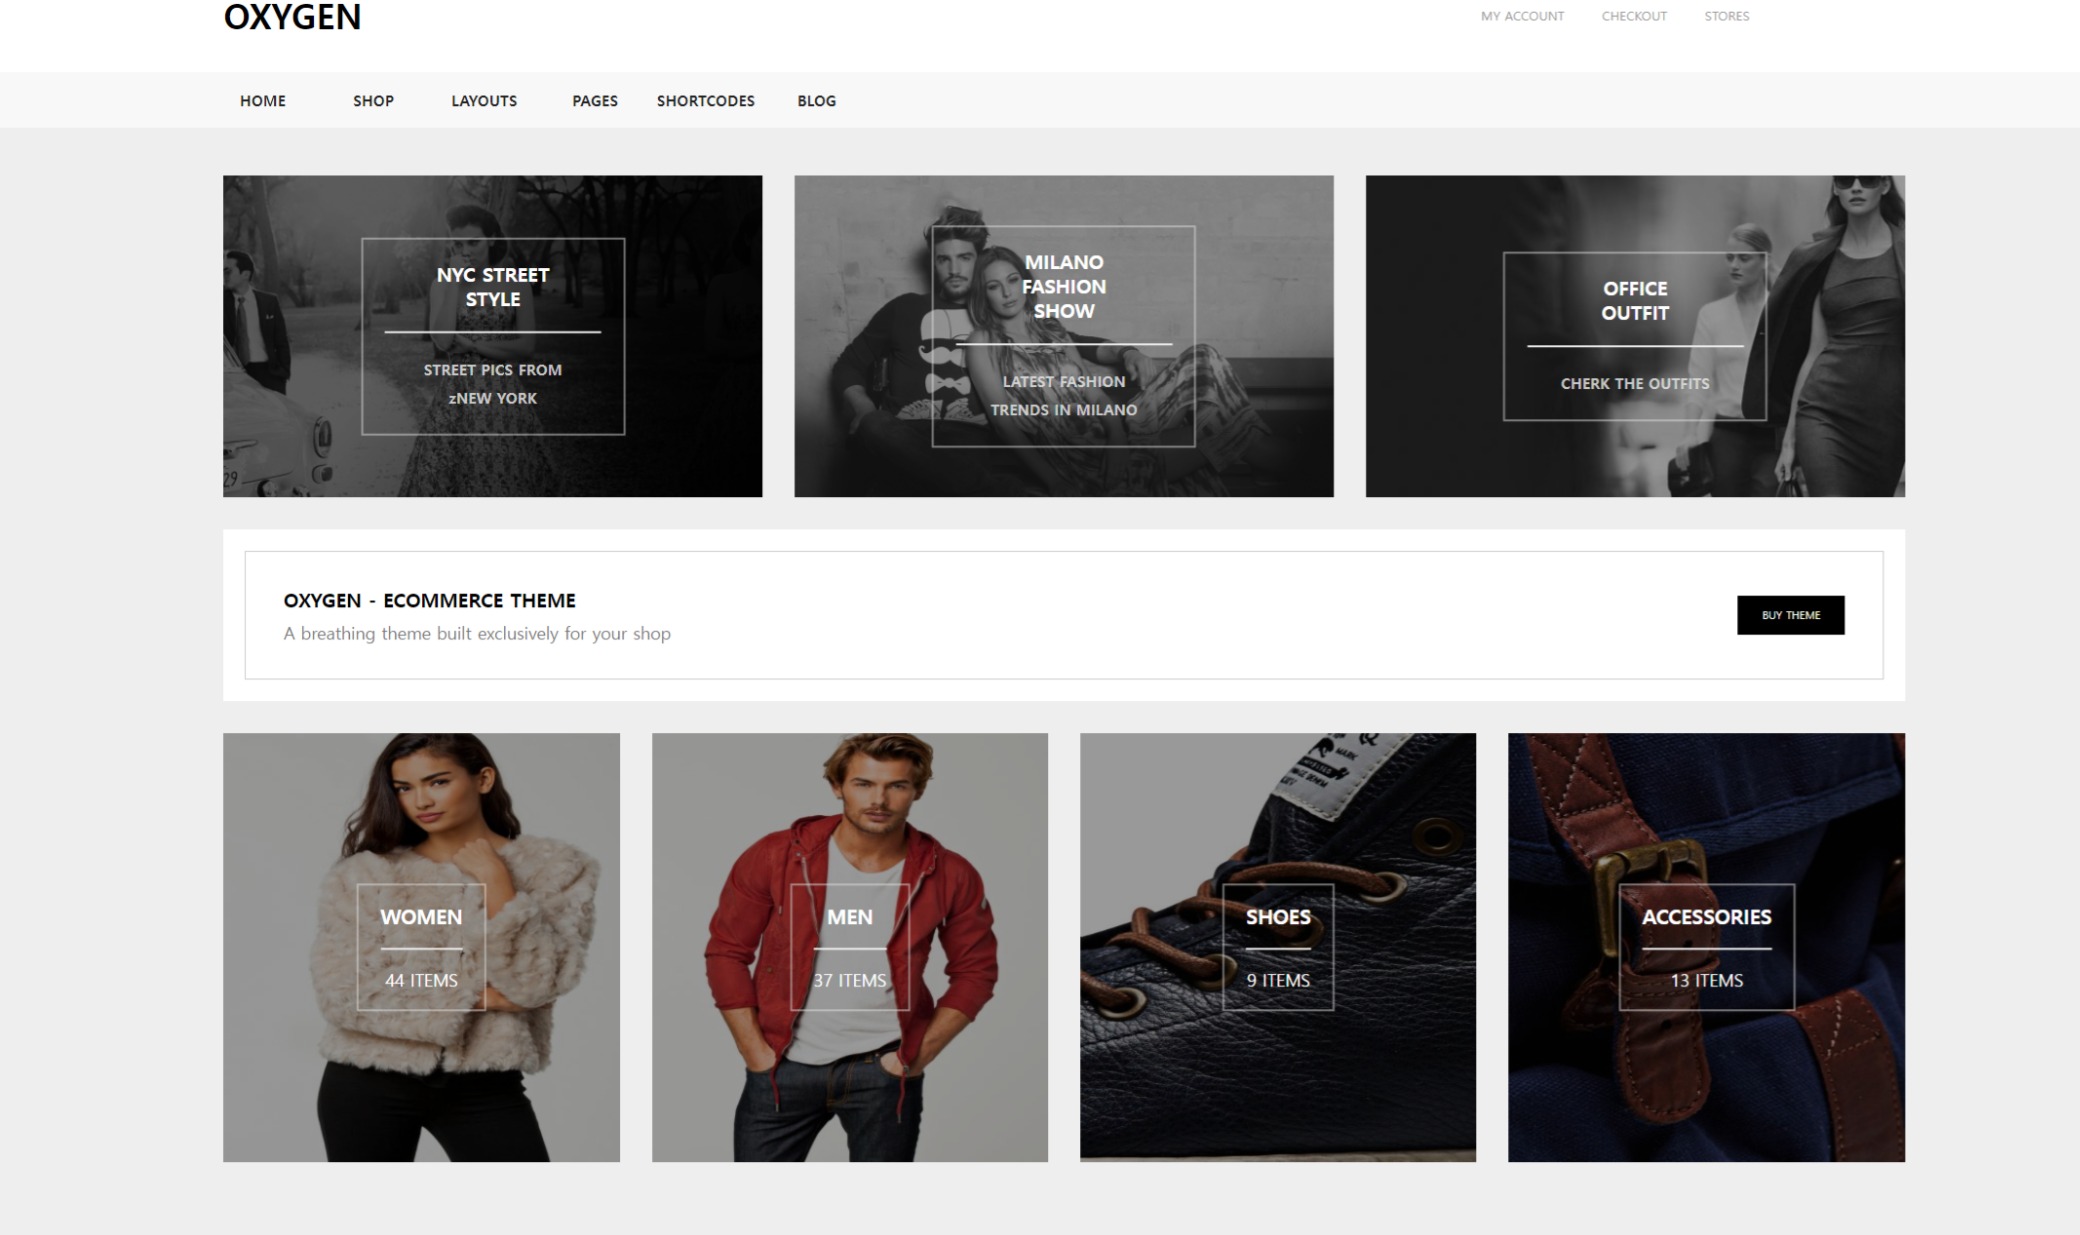 OXYGEN
MY ACCOUNT CHECKOUT STORES
HOME SHOP LAYOUTS PAGES SHORTCODES BLOG
NYC STREET
STYLE
STREET PICS FROM
zNEW YORK
MILANO
FASHION
SHOW
LATEST FASHION
TRENDS IN MILANO
OFFICE
OUTFIT
CHERK THE OUTFITS
29
OXYGEN - ECOMMERCE THEME
A breathing theme built exclusively for your shop
BUY THEME
WOMEN
44 ITEMS
MEN
37 ITEMS
SHOES
9 ITEMS
ACCESSORIES
13 ITEMS